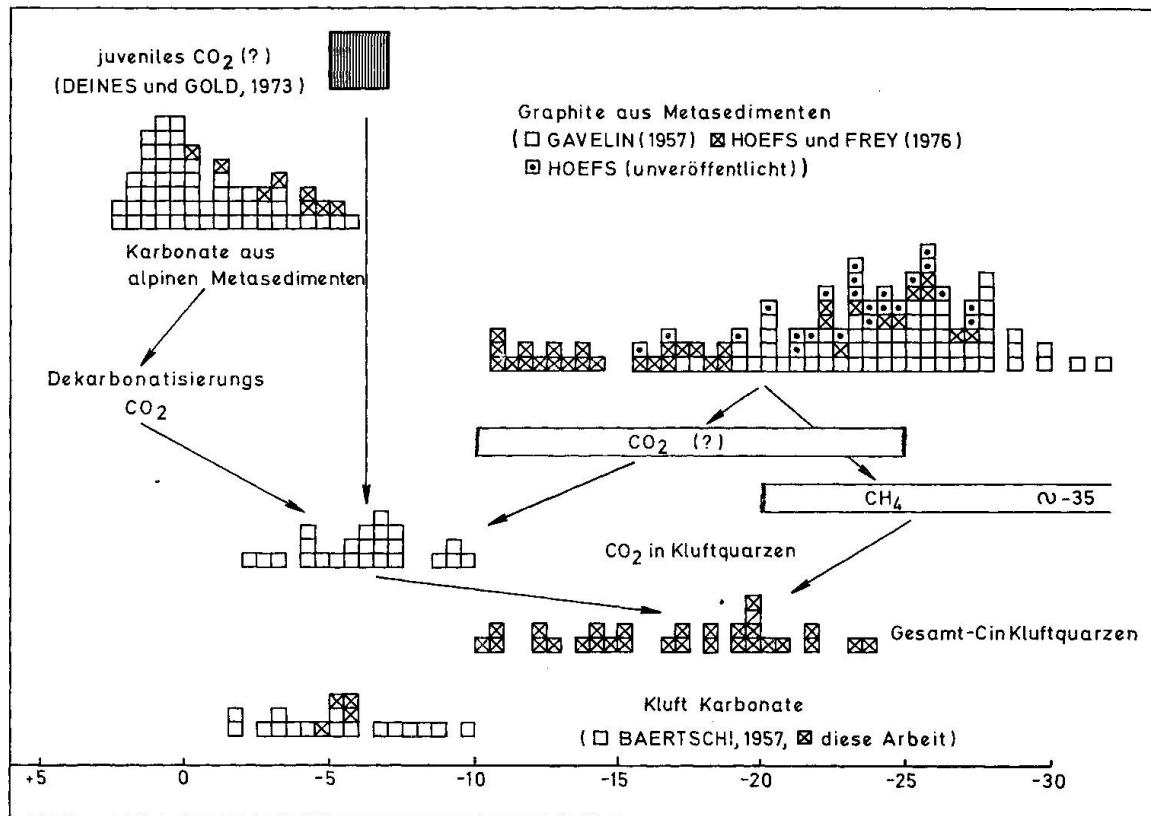 juveniles CO₂ (?)
(DEINES und GOLD, 1973)
Graphite aus Metasedimenten
(□ GAVELIN (1957) ⊠ HOEFS und FREY (1976)
⊡ HOEFS (unveröffentlicht))
Karbonate aus
alpinen Metasedimenten
Dekarbonatisierungs
CO₂
CO₂ (?)
CH₄ ~-35
CO₂ in Kluftquarzen
Gesamt-C in Kluftquarzen
Kluft Karbonate
(□ BAERTSCHI, 1957, ⊠ diese Arbeit)
+5 0 -5 -10 -15 -20 -25 -30